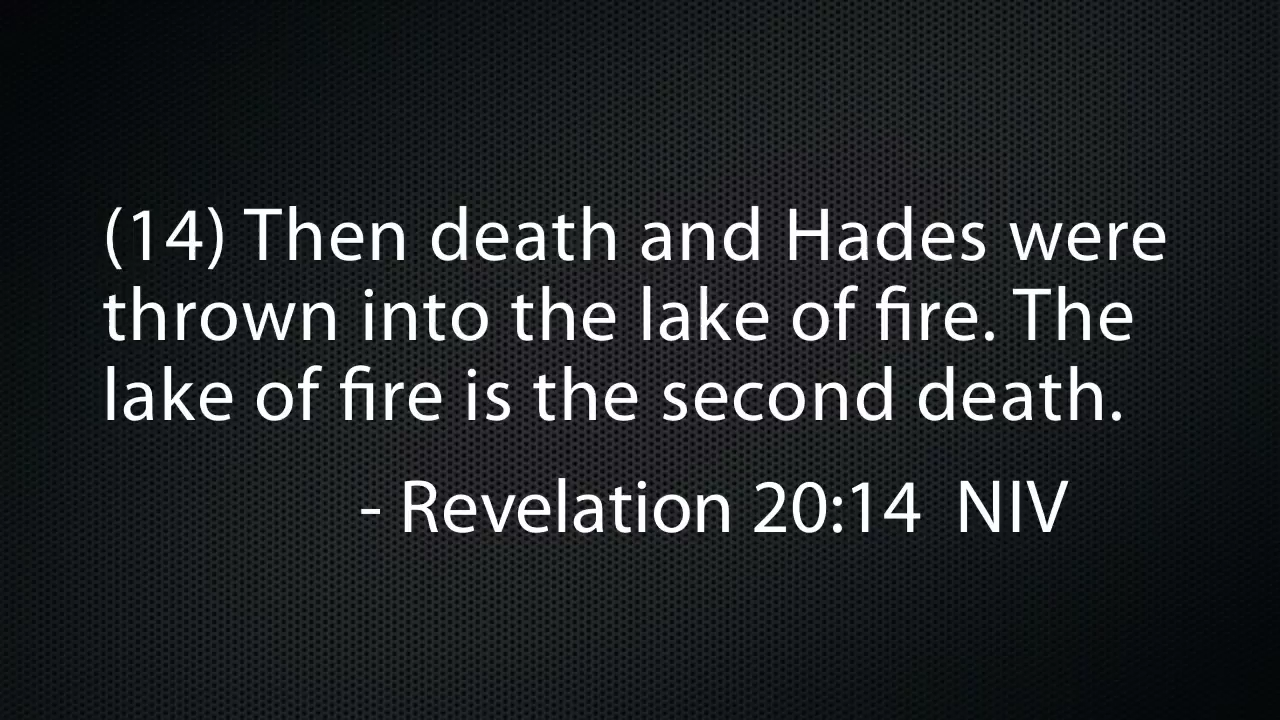 (14) Then death and Hades were
thrown into the lake of fire. The
lake of fire is the second death.
- Revelation 20:14  NIV